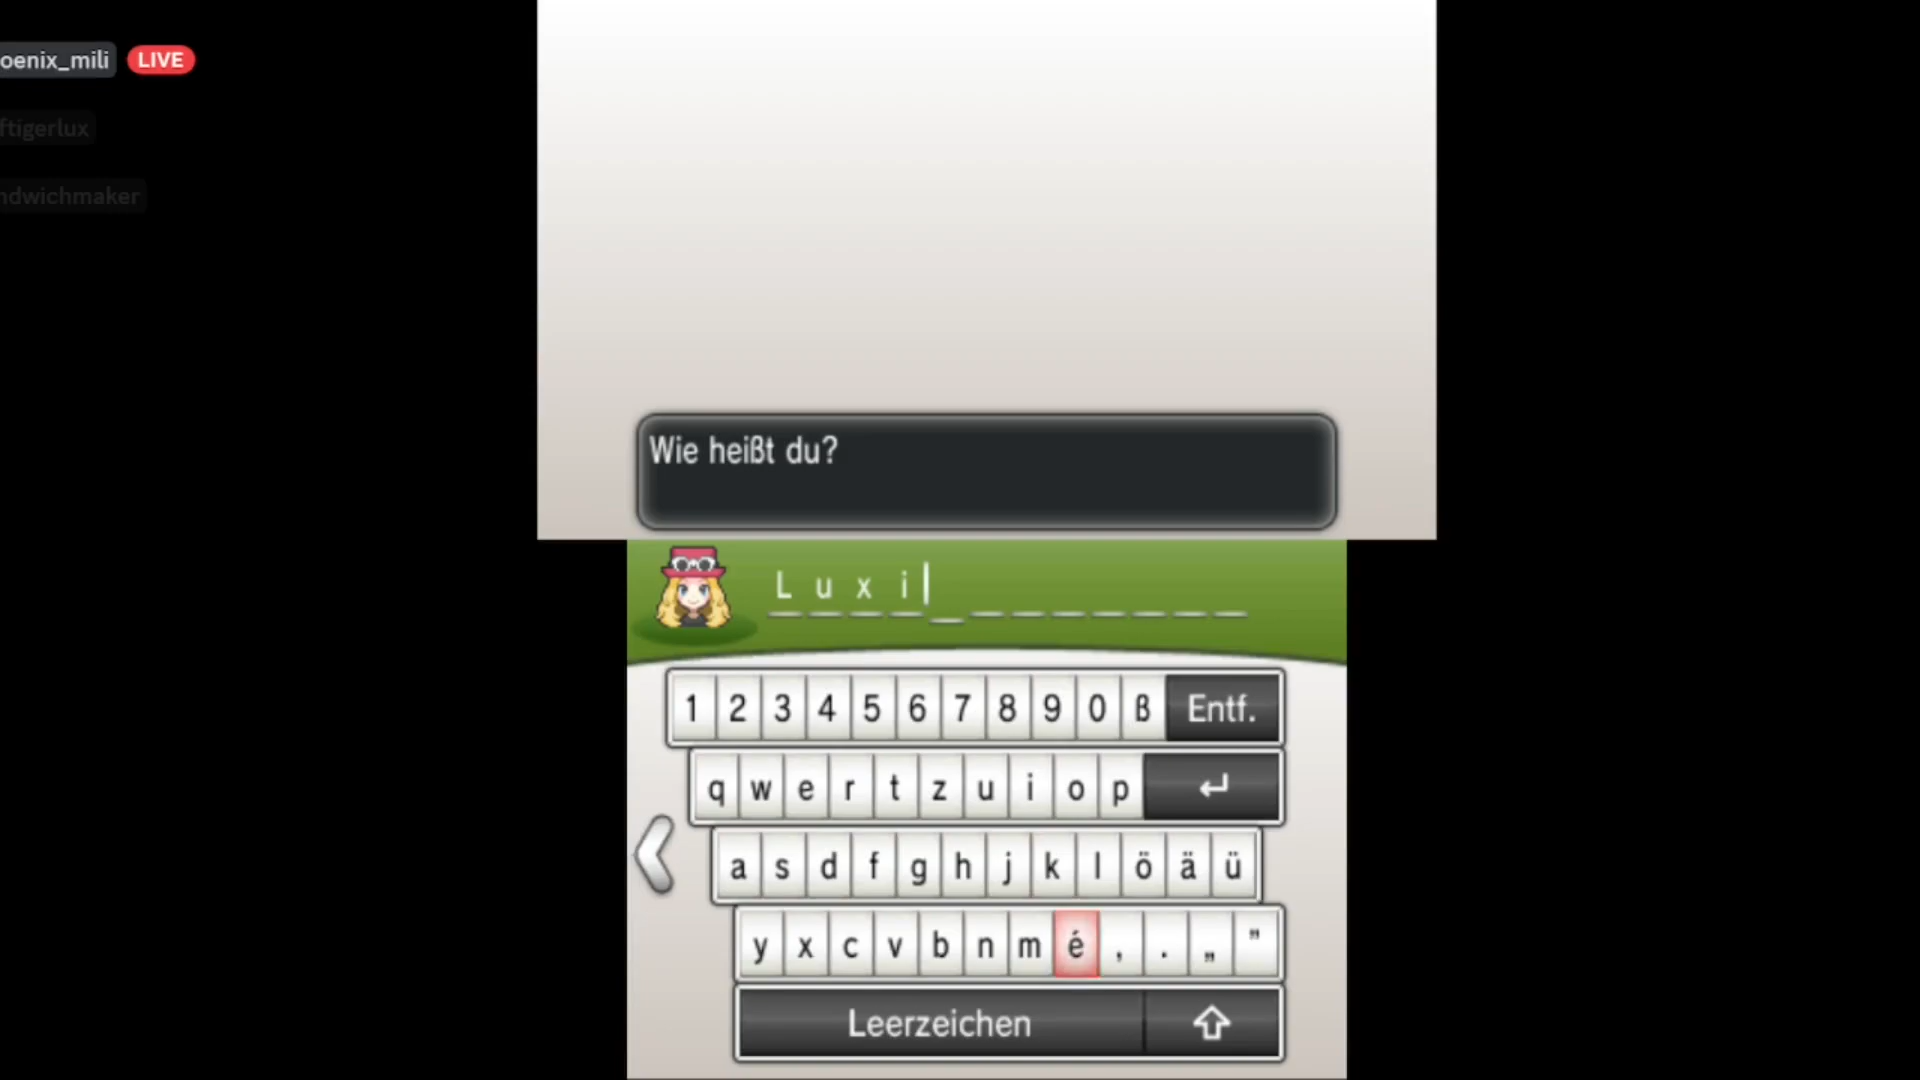 oenix_mili LIVE
ftigerlux
ndwichmaker
Wie heißt du?
Luxi
1 2 3 4 5 6 7 8 9 0 ß Entf.
q w e r t z u i o p
a s d f g h j k l ö ä ü
y x c v b n m é , . „ "
Leerzeichen